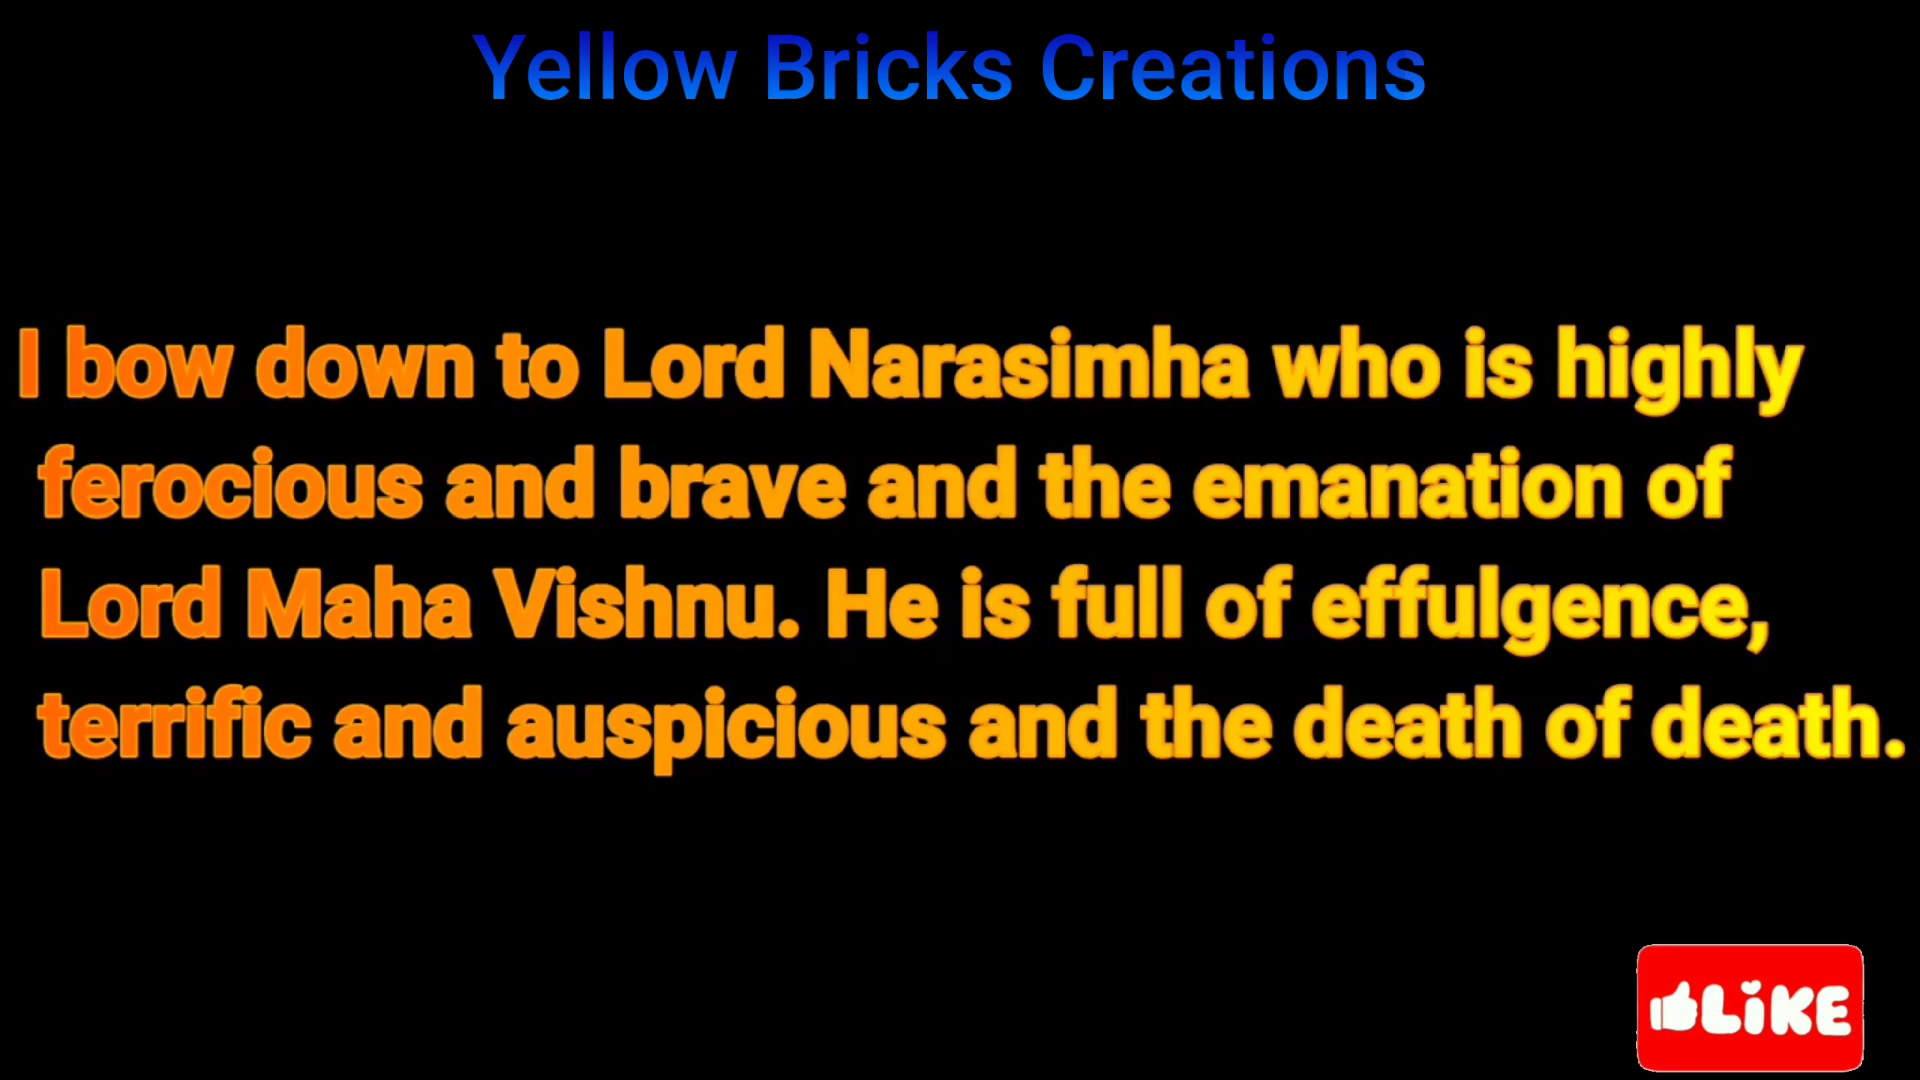 Yellow Bricks Creations
I bow down to Lord Narasimha who is highly
ferocious and brave and the emanation of
Lord Maha Vishnu. He is full of effulgence,
terrific and auspicious and the death of death.
LiKE